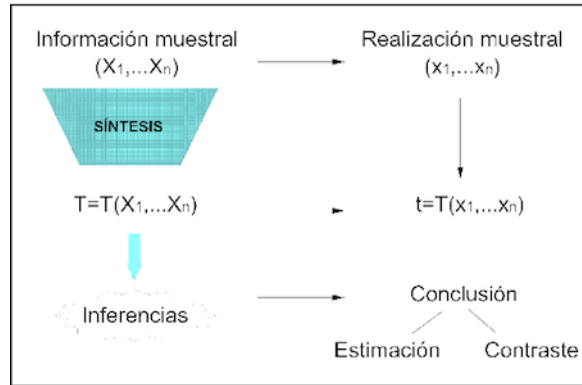 Información muestral
(X1,...Xn)
Realización muestral
(x1,...xn)
SÍNTESIS
T=T(X1,...Xn)
t=T(x1,...xn)
Inferencias
Conclusión
Estimación
Contraste